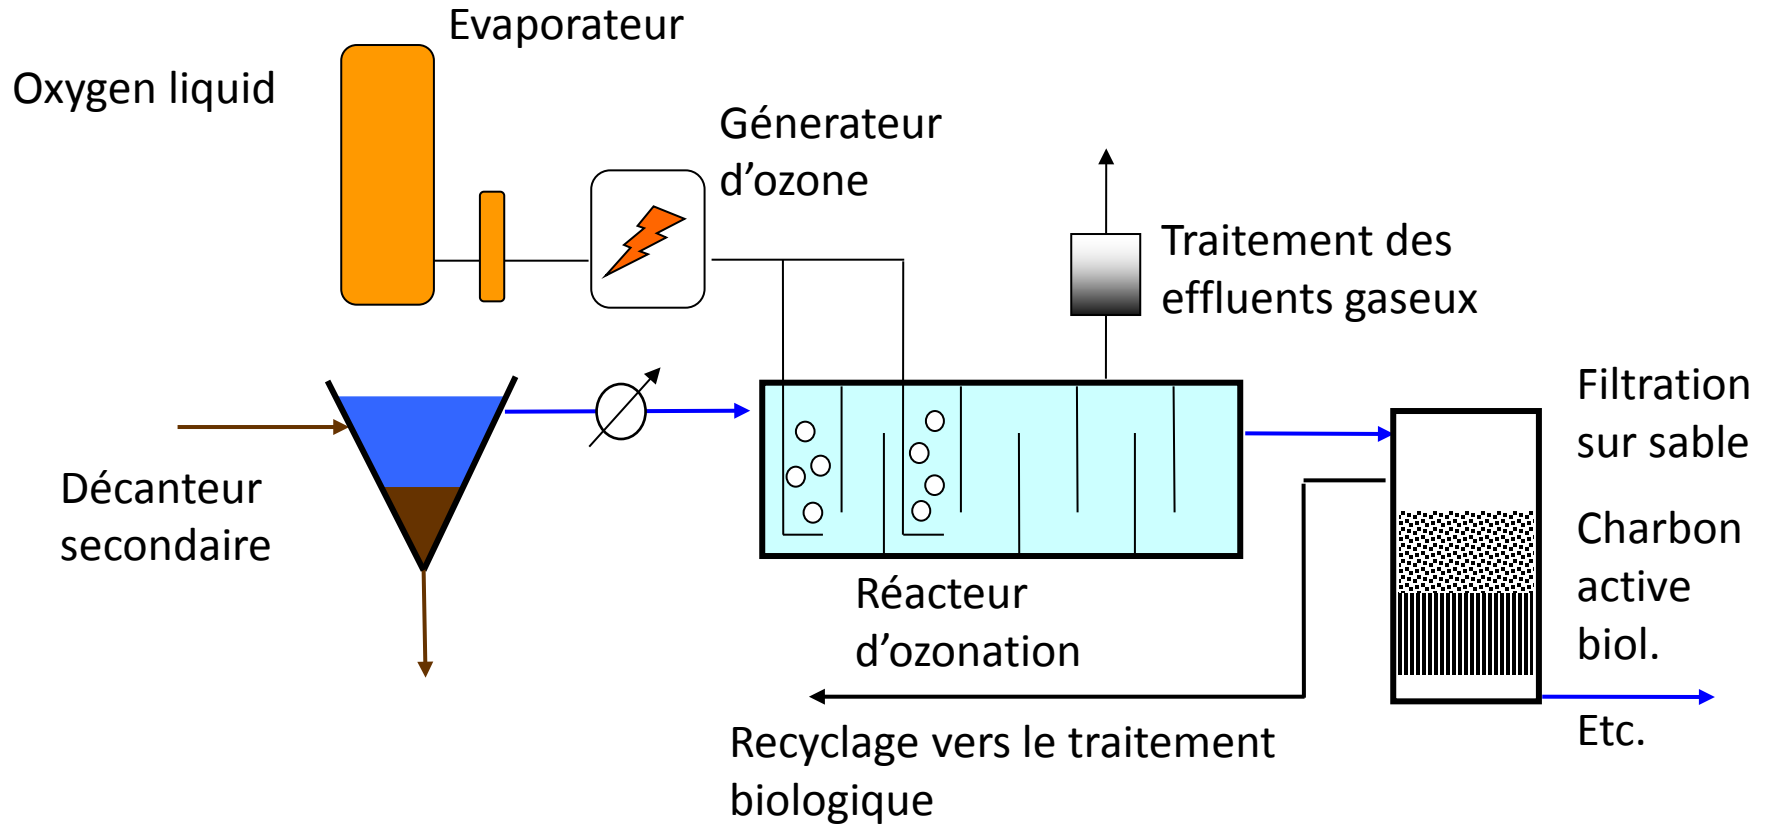 Evaporateur
Oxygen liquid
Génerateur
d’ozone
Traitement des
effluents gaseux
Filtration
sur sable
Décanteur
secondaire
Charbon
active
biol.
Réacteur
d’ozonation
Etc.
Recyclage vers le traitement
biologique